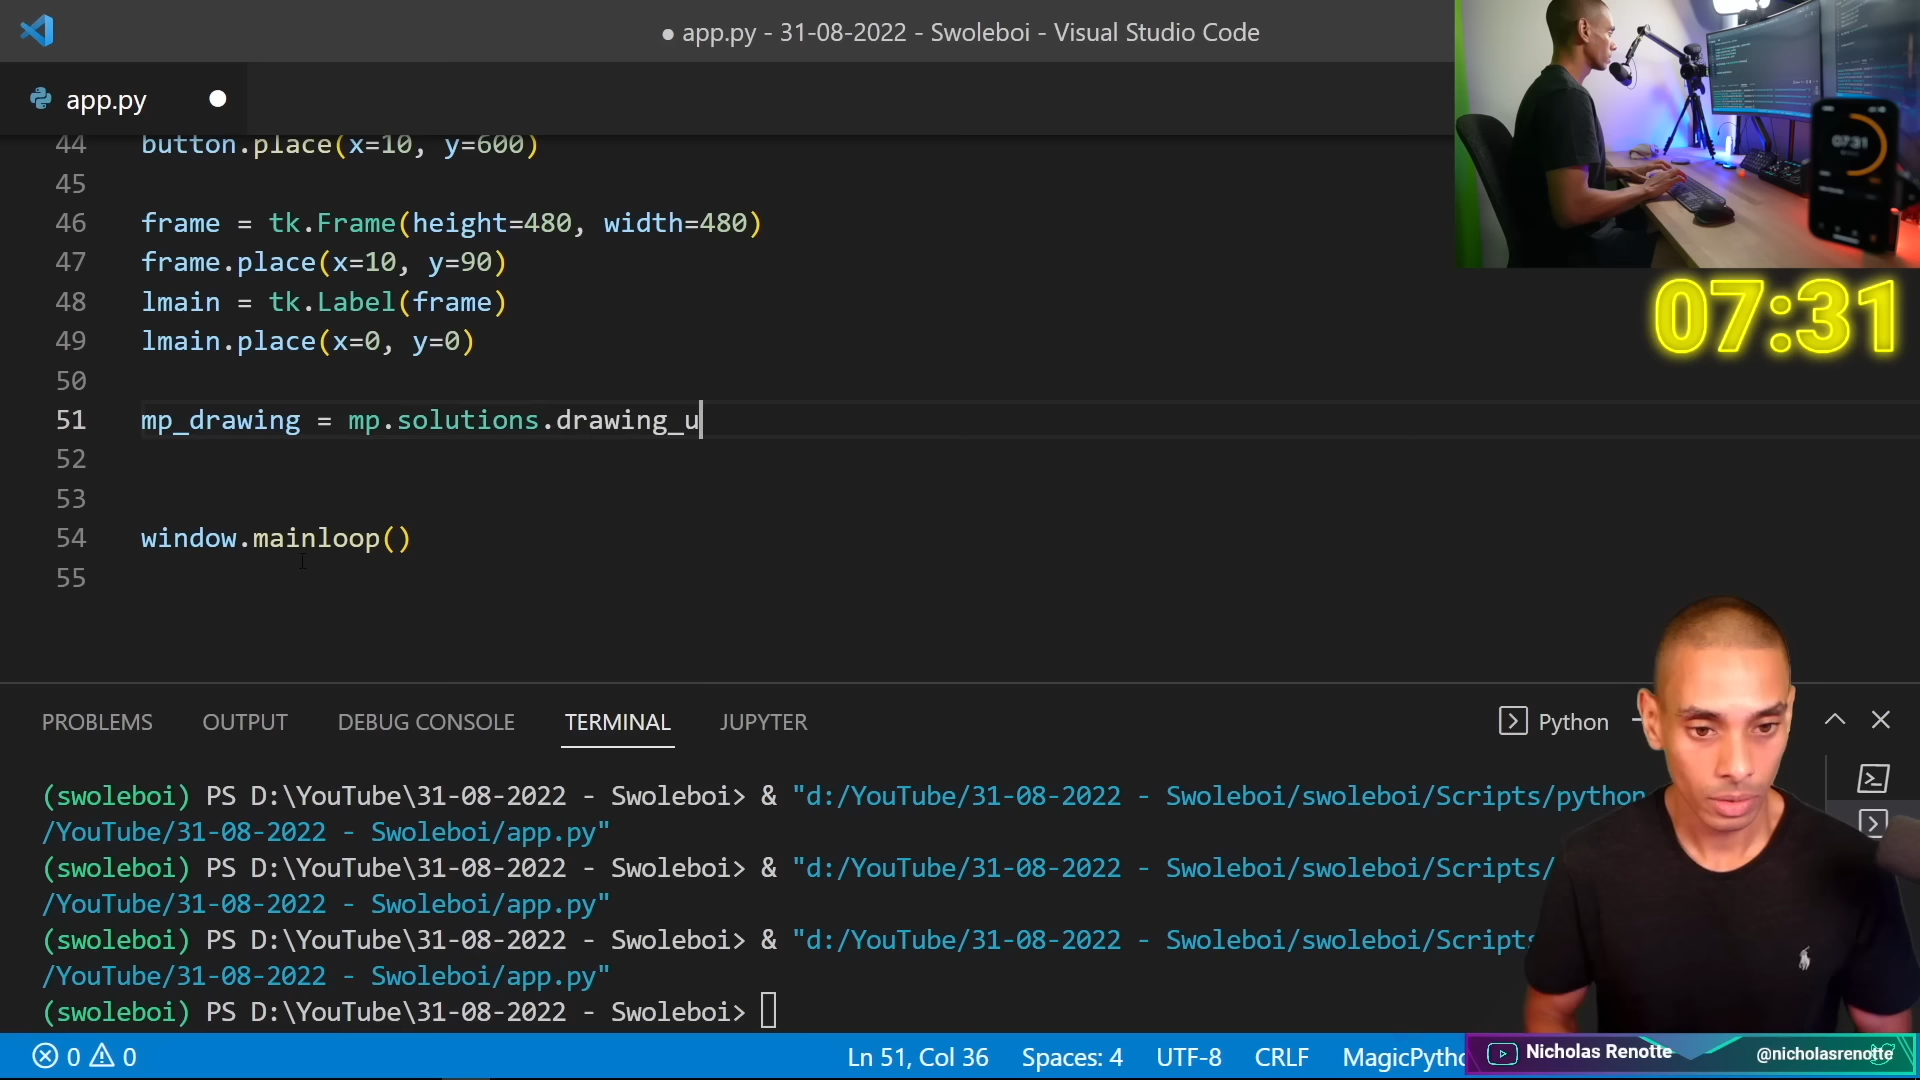 ● app.py - 31-08-2022 - Swoleboi - Visual Studio Code
app.py
44 button.place(x=10, y=600)
45
46 frame = tk.Frame(height=480, width=480)
47 frame.place(x=10, y=90)
48 lmain = tk.Label(frame)
49 lmain.place(x=0, y=0)
50
51 mp_drawing = mp.solutions.drawing_u
52
53
54 window.mainloop()
55
07:31
07:31
PROBLEMS OUTPUT DEBUG CONSOLE TERMINAL JUPYTER Python
(swoleboi) PS D:\YouTube\31-08-2022 - Swoleboi> & "d:/YouTube/31-08-2022 - Swoleboi/swoleboi/Scripts/python
/YouTube/31-08-2022 - Swoleboi/app.py"
(swoleboi) PS D:\YouTube\31-08-2022 - Swoleboi> & "d:/YouTube/31-08-2022 - Swoleboi/swoleboi/Scripts/
/YouTube/31-08-2022 - Swoleboi/app.py"
(swoleboi) PS D:\YouTube\31-08-2022 - Swoleboi> & "d:/YouTube/31-08-2022 - Swoleboi/swoleboi/Scripts
/YouTube/31-08-2022 - Swoleboi/app.py"
(swoleboi) PS D:\YouTube\31-08-2022 - Swoleboi>
0 0 Ln 51, Col 36 Spaces: 4 UTF-8 CRLF MagicPytho
Nicholas Renotte @nicholasrenotte